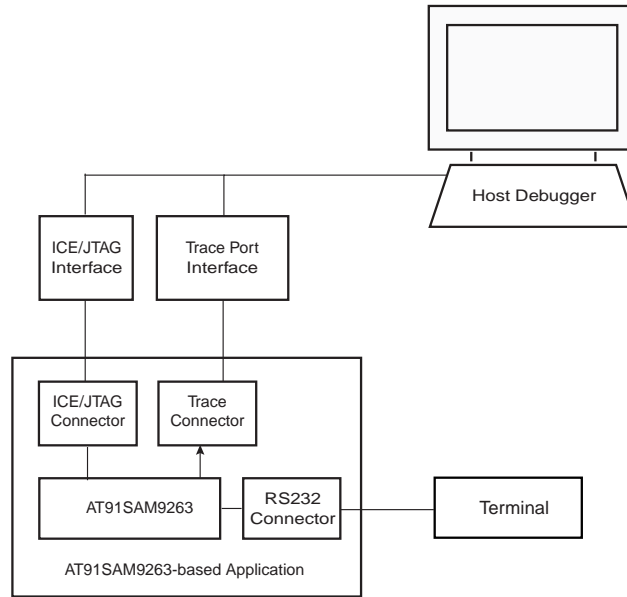 Host Debugger
ICE/JTAG
Interface
Trace Port
Interface
ICE/JTAG
Connector
Trace
Connector
AT91SAM9263
RS232
Connector
Terminal
AT91SAM9263-based Application